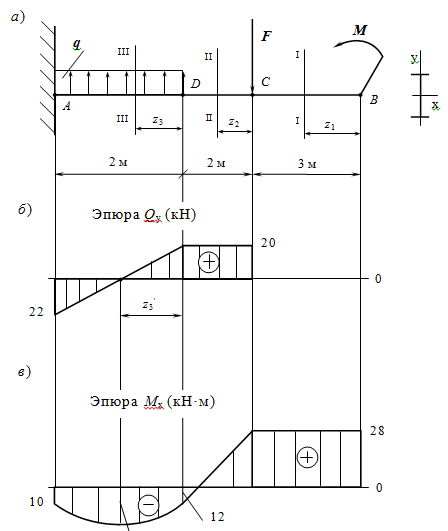 а)
M
F
III
II
I
y
q
A
D
C
B
x
III
II
I
z3
z2
z1
2 м
2 м
3 м
б)
Эпюра Qy (кН)
20
0
22
z3'
в)
Эпюра Mx (кН·м)
28
0
10
12